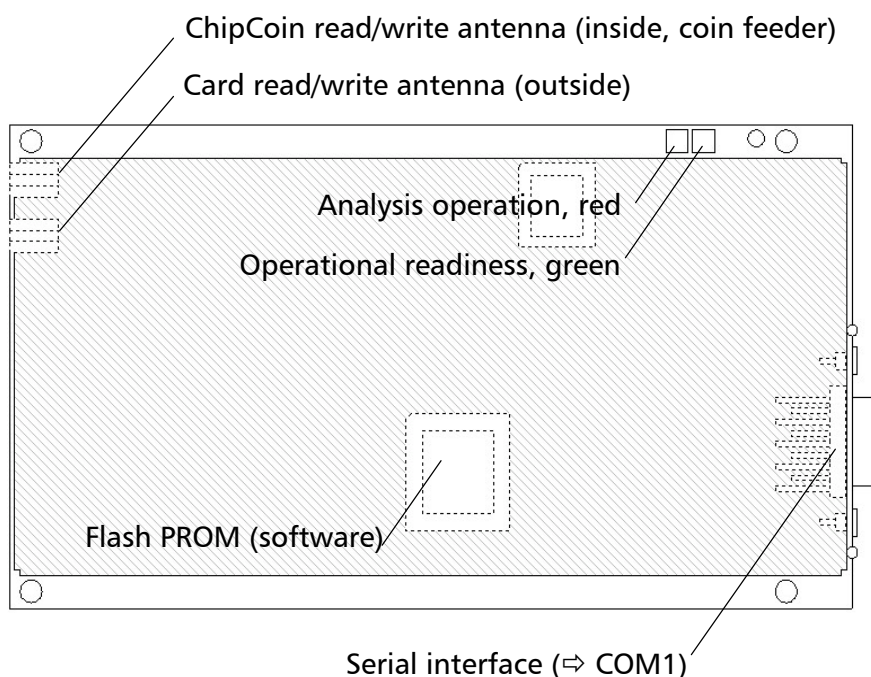 ChipCoin read/write antenna (inside, coin feeder)
Card read/write antenna (outside)
Analysis operation, red
Operational readiness, green
Flash PROM (software)
Serial interface (⇨ COM1)